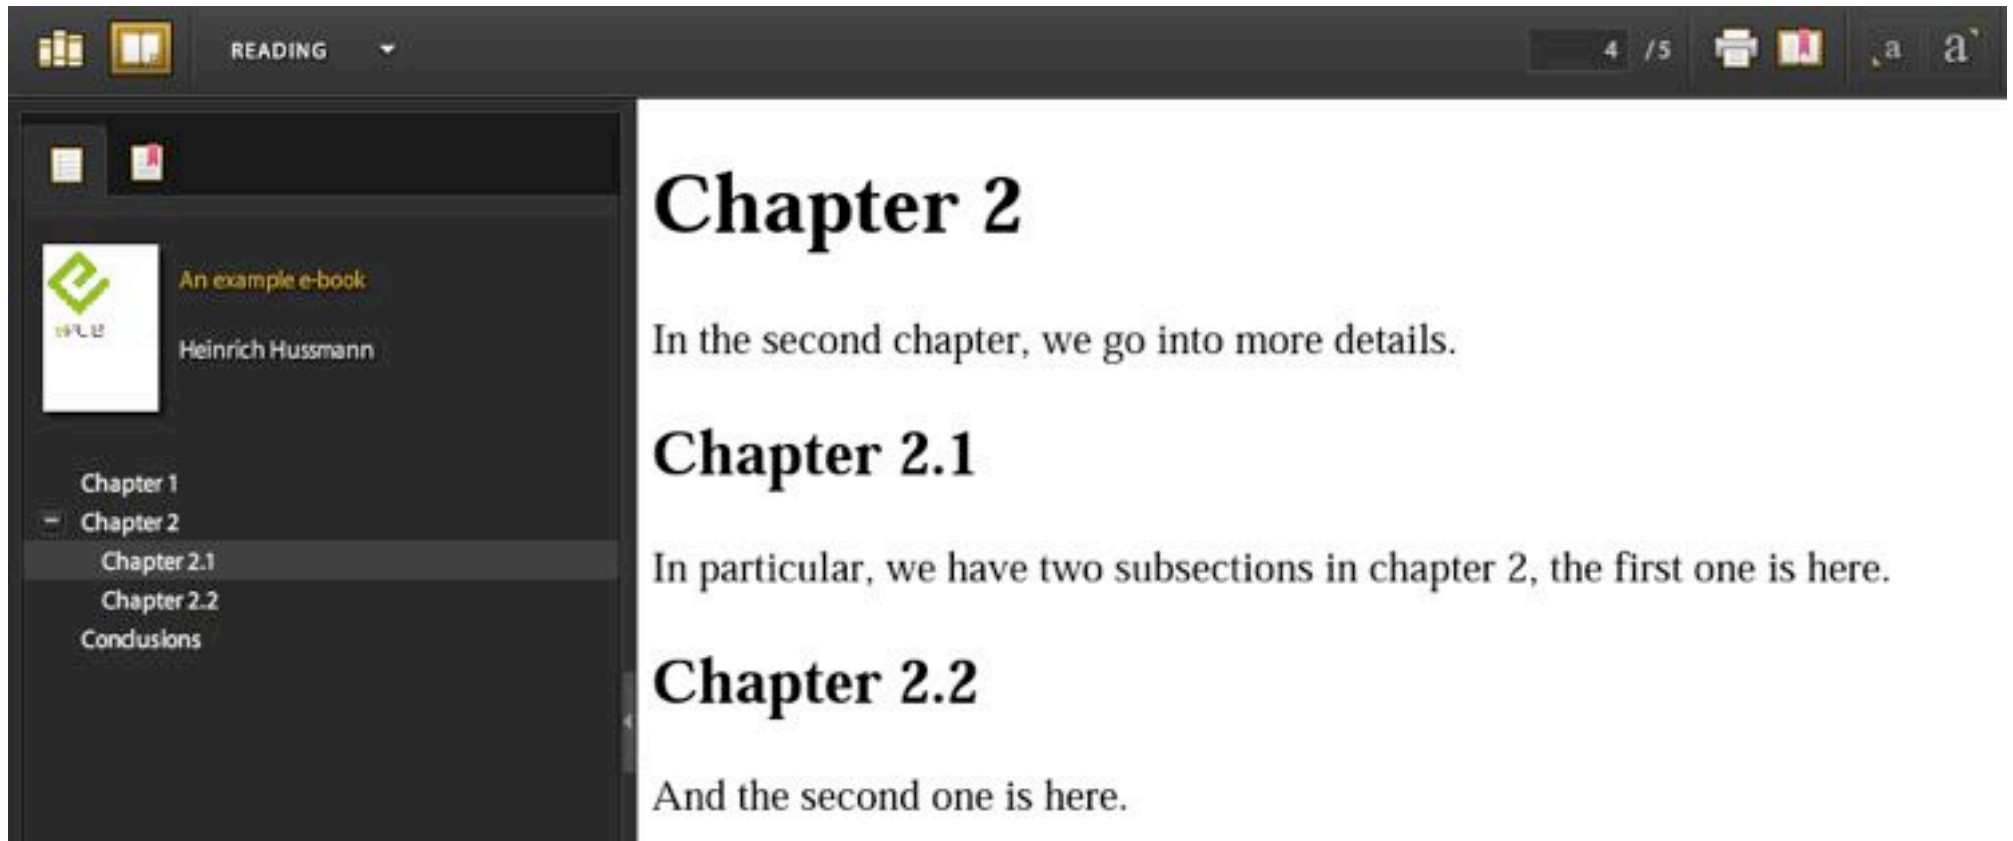 READING
4 /5
a a
An example e-book
Heinrich Hussmann
Chapter 1
Chapter 2
Chapter 2.1
Chapter 2.2
Conclusions
Chapter 2
In the second chapter, we go into more details.
Chapter 2.1
In particular, we have two subsections in chapter 2, the first one is here.
Chapter 2.2
And the second one is here.